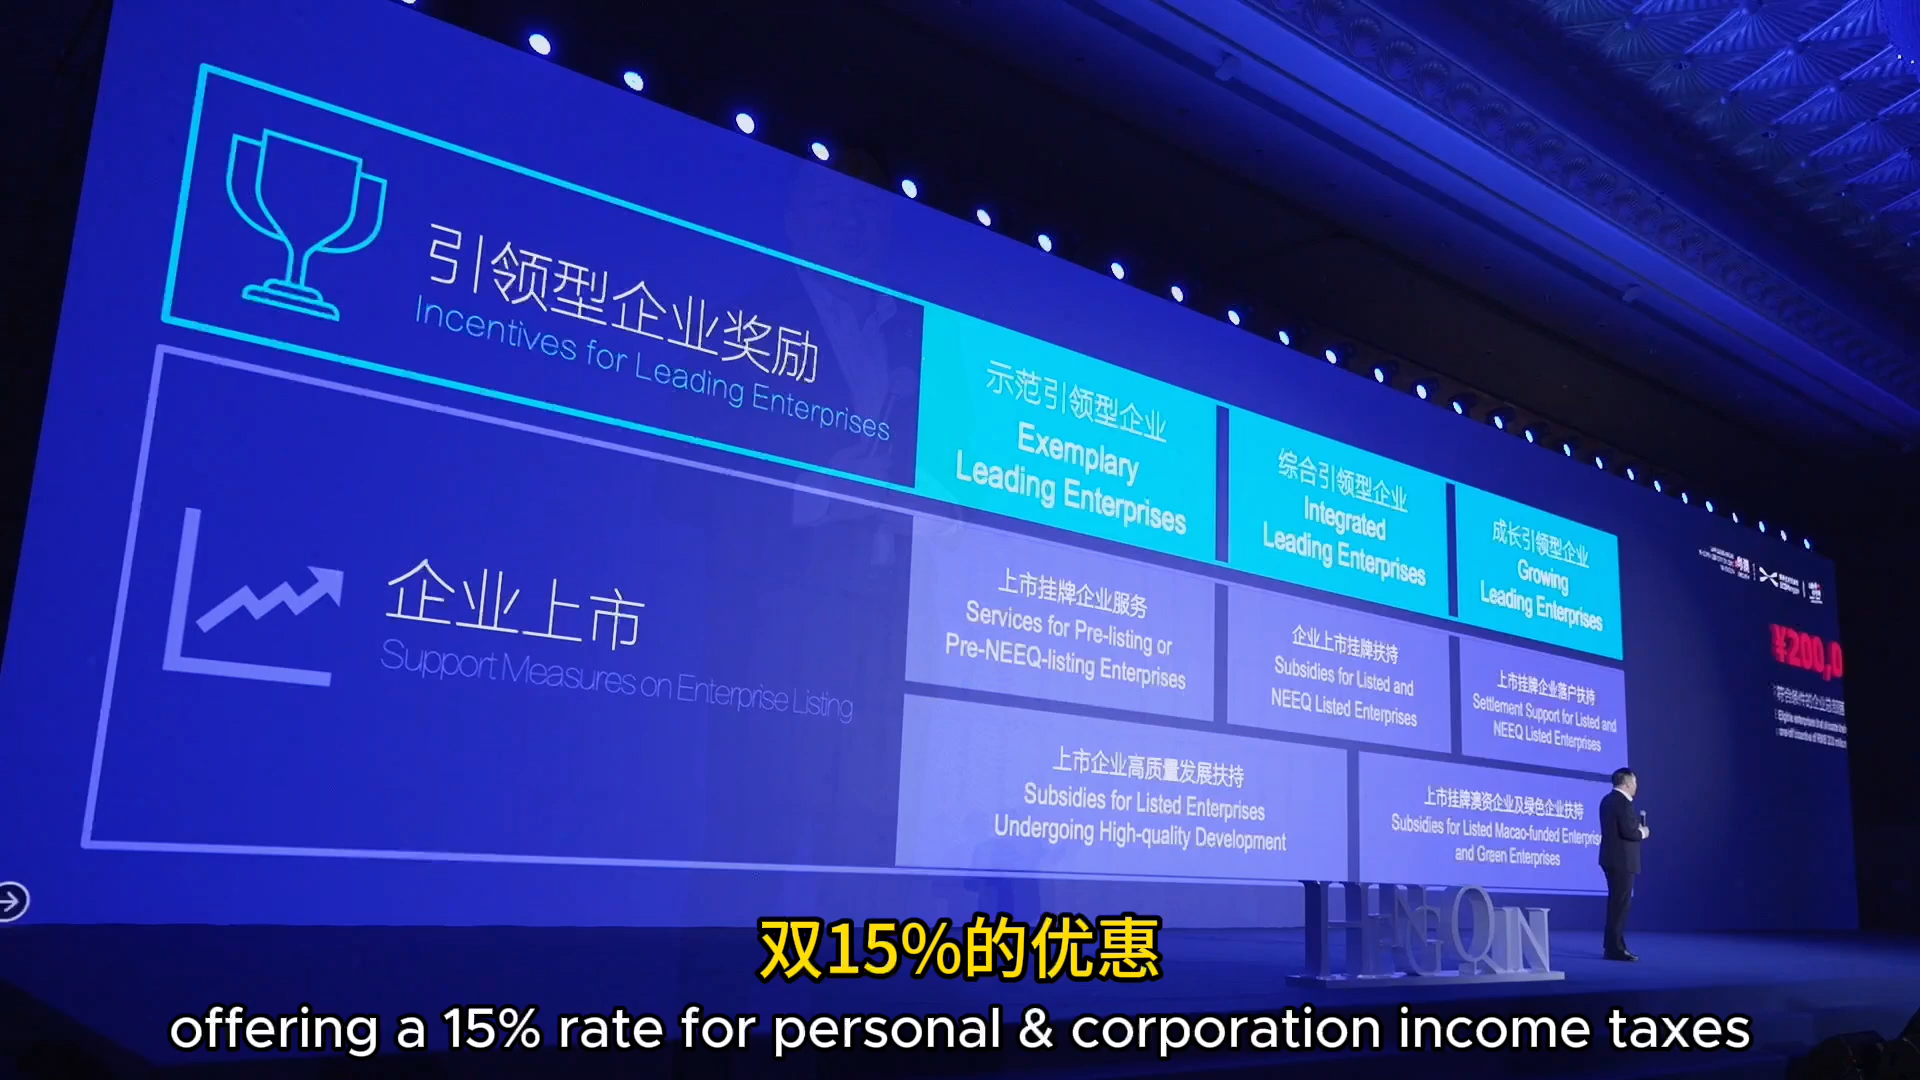 引领型企业奖励
Incentives for Leading Enterprises
示范引领型企业
Exemplary
Leading Enterprises
综合引领型企业
Integrated
Leading Enterprises
成长引领型企业
Growing
Leading Enterprises
企业上市
Support Measures on Enterprise Listing
上市挂牌企业服务
Services for Pre-listing or
Pre-NEEQ-listing Enterprises
企业上市挂牌扶持
Subsidies for Listed and
NEEQ Listed Enterprises
上市挂牌企业落户扶持
Settlement Support for Listed and
NEEQ Listed Enterprises
上市企业高质量发展扶持
Subsidies for Listed Enterprises
Undergoing High-quality Development
上市挂牌澳资企业及绿色企业扶持
Subsidies for Listed Macao-funded
and Green Enterprises
¥200,0
HENGQIN
双15%的优惠
offering a 15% rate for personal & corporation income taxes